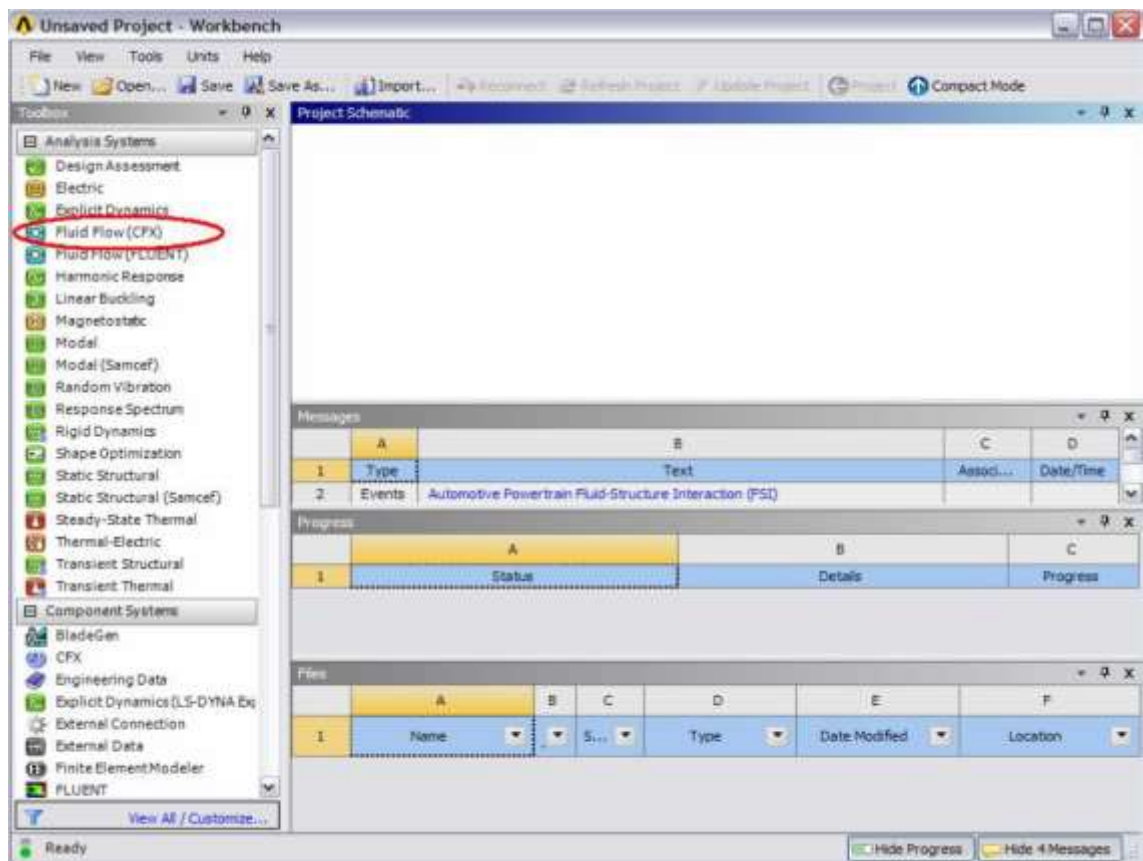 Unsaved Project - Workbench
File View Tools Units Help
New Open... Save Save As... Import... Reconnect Refresh Project Update Project Project Compact Mode
Toolbox
Project Schematic
Analysis Systems
Design Assessment
Electric
Explicit Dynamics
Fluid Flow (CFX)
Fluid Flow (FLUENT)
Harmonic Response
Linear Buckling
Magnetostatic
Modal
Modal (Samcef)
Random Vibration
Response Spectrum
Rigid Dynamics
Shape Optimization
Static Structural
Static Structural (Samcef)
Steady-State Thermal
Thermal-Electric
Transient Structural
Transient Thermal
Component Systems
BladeGen
CFX
Engineering Data
Explicit Dynamics (LS-DYNA Ex
External Connection
External Data
Finite Element Modeler
FLUENT
View All / Customize...
Messages
A B C D
1 Type Text Associ... Date/Time
2 Events Automotive Powertrain Fluid-Structure Interaction (FSI)
Progress
A B C
1 Status Details Progress
Files
A B C D E F
1 Name S... Type Date Modified Location
Ready
Hide Progress Hide 4 Messages